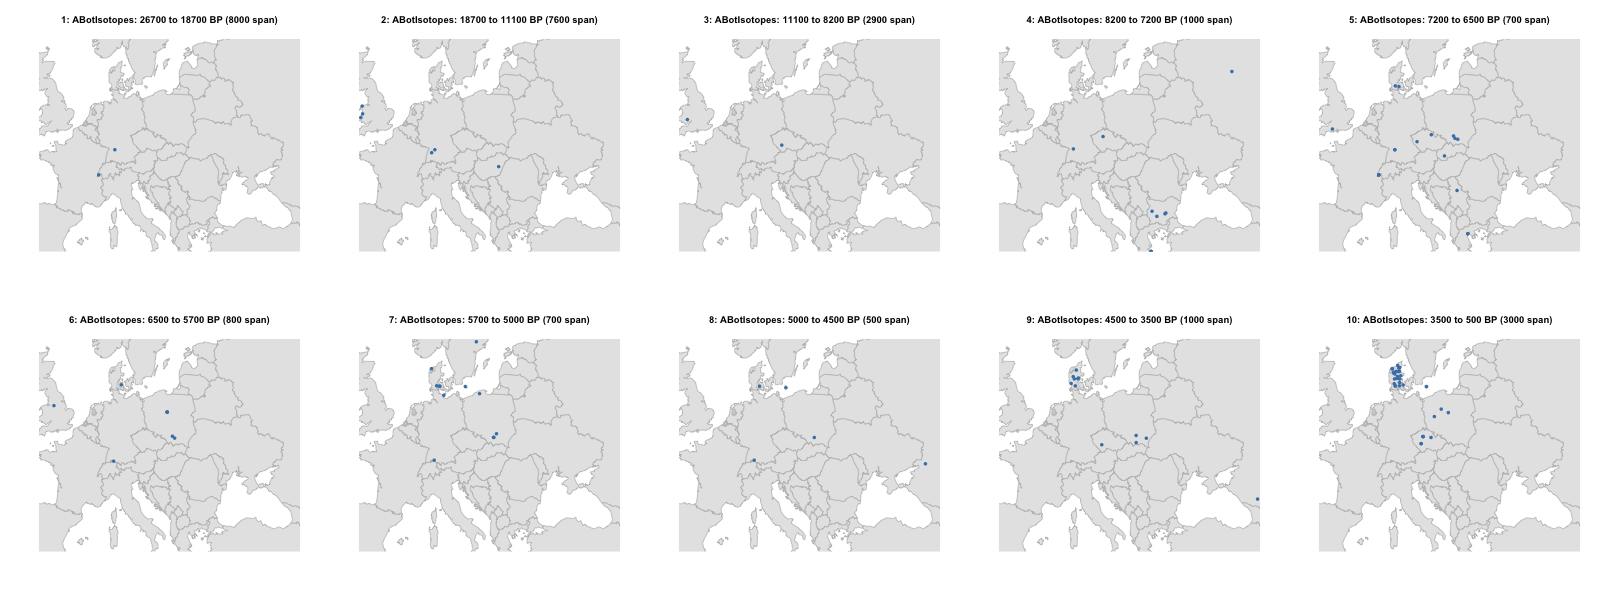 1: ABotIsotopes: 26700 to 18700 BP (8000 span)
2: ABotIsotopes: 18700 to 11100 BP (7600 span)
3: ABotIsotopes: 11100 to 8200 BP (2900 span)
4: ABotIsotopes: 8200 to 7200 BP (1000 span)
5: ABotIsotopes: 7200 to 6500 BP (700 span)
6: ABotIsotopes: 6500 to 5700 BP (800 span)
7: ABotIsotopes: 5700 to 5000 BP (700 span)
8: ABotIsotopes: 5000 to 4500 BP (500 span)
9: ABotIsotopes: 4500 to 3500 BP (1000 span)
10: ABotIsotopes: 3500 to 500 BP (3000 span)